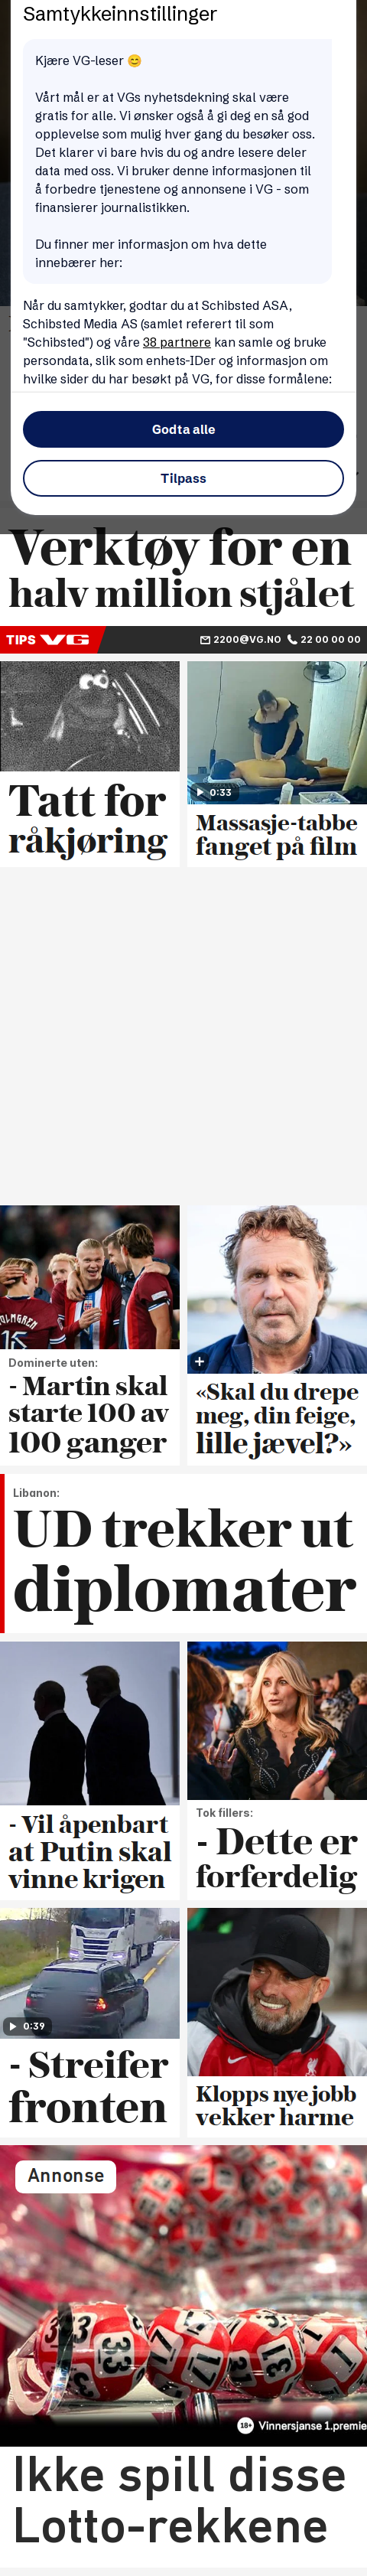 Samtykkeinnstillinger
Kjære VG-leser 😊
Vårt mål er at VGs nyhetsdekning skal være
gratis for alle. Vi ønsker også å gi deg en så god
opplevelse som mulig hver gang du besøker oss.
Det klarer vi bare hvis du og andre lesere deler
data med oss. Vi bruker denne informasjonen til
å forbedre tjenestene og annonsene i VG - som
finansierer journalistikken.
Du finner mer informasjon om hva dette
innebærer her:
Når du samtykker, godtar du at Schibsted ASA,
Schibsted Media AS (samlet referert til som
"Schibsted") og våre 38 partnere kan samle og bruke
persondata, slik som enhets-IDer og informasjon om
hvilke sider du har besøkt på VG, for disse formålene:
Godta alle
Tilpass
Verktøy for en
halv million stjålet
TIPS VG 2200@VG.NO 22 00 00 00
Tatt for
råkjøring
0:33
Massasje-tabbe
fanget på film
Dominerte uten:
- Martin skal
starte 100 av
100 ganger
«Skal du drepe
meg, din feige,
lille jævel?»
Libanon:
UD trekker ut
diplomater
- Vil åpenbart
at Putin skal
vinne krigen
Tok fillers:
- Dette er
forferdelig
0:39
- Streifer
fronten
Klopps nye jobb
vekker harme
Annonse
33
17
1
18+ Vinnersjanse 1.premie
Ikke spill disse
Lotto-rekkene